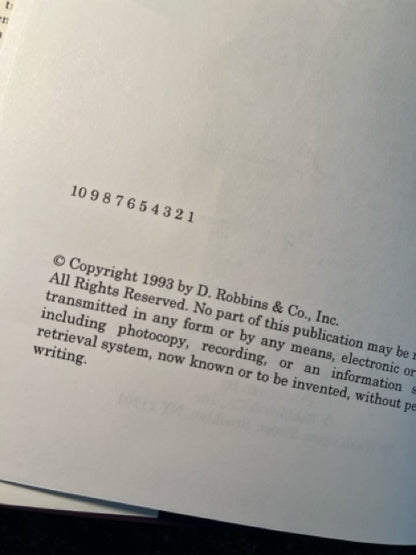 10 9 8 7 6 5 4 3 2 1
© Copyright 1993 by D. Robbins & Co., Inc.
All Rights Reserved. No part of this publication may be
transmitted in any form or by any means, electronic or
including photocopy, recording, or an information
retrieval system, now known or to be invented, without
writing.